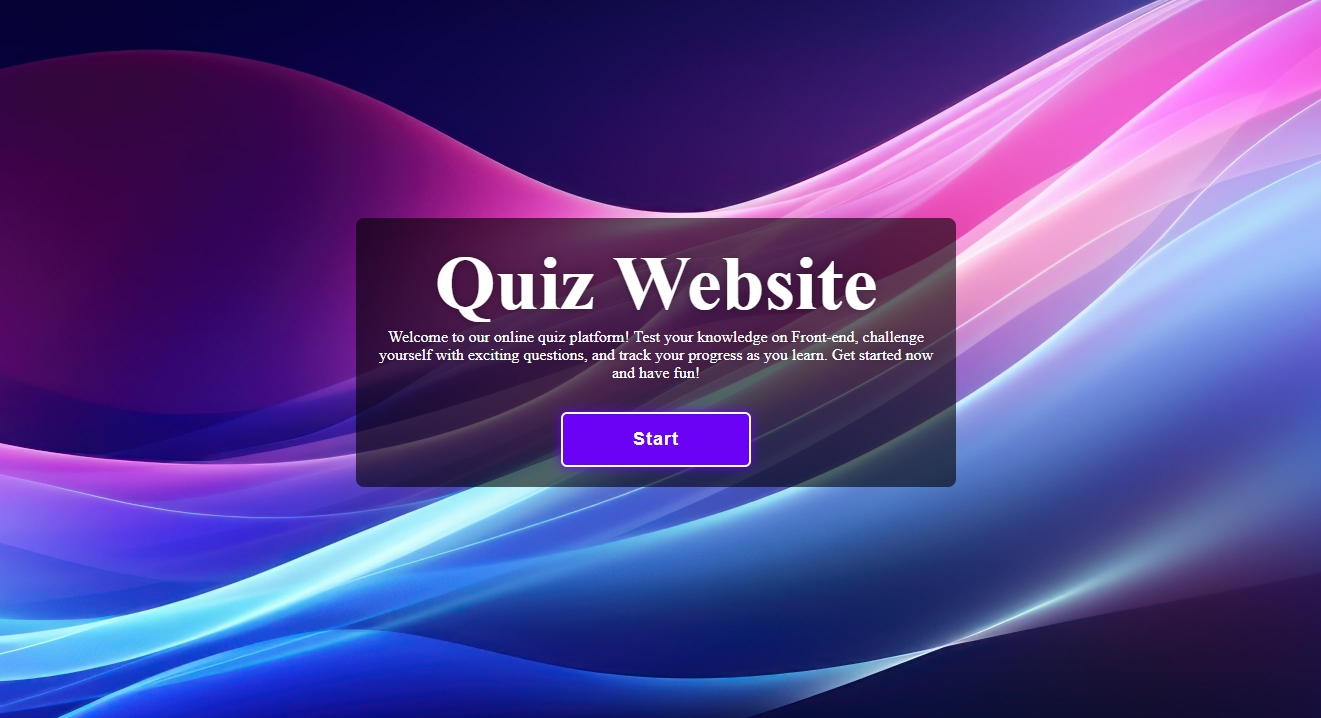 Quiz Website
Welcome to our online quiz platform! Test your knowledge on Front-end, challenge
yourself with exciting questions, and track your progress as you learn. Get started now
and have fun!
Start